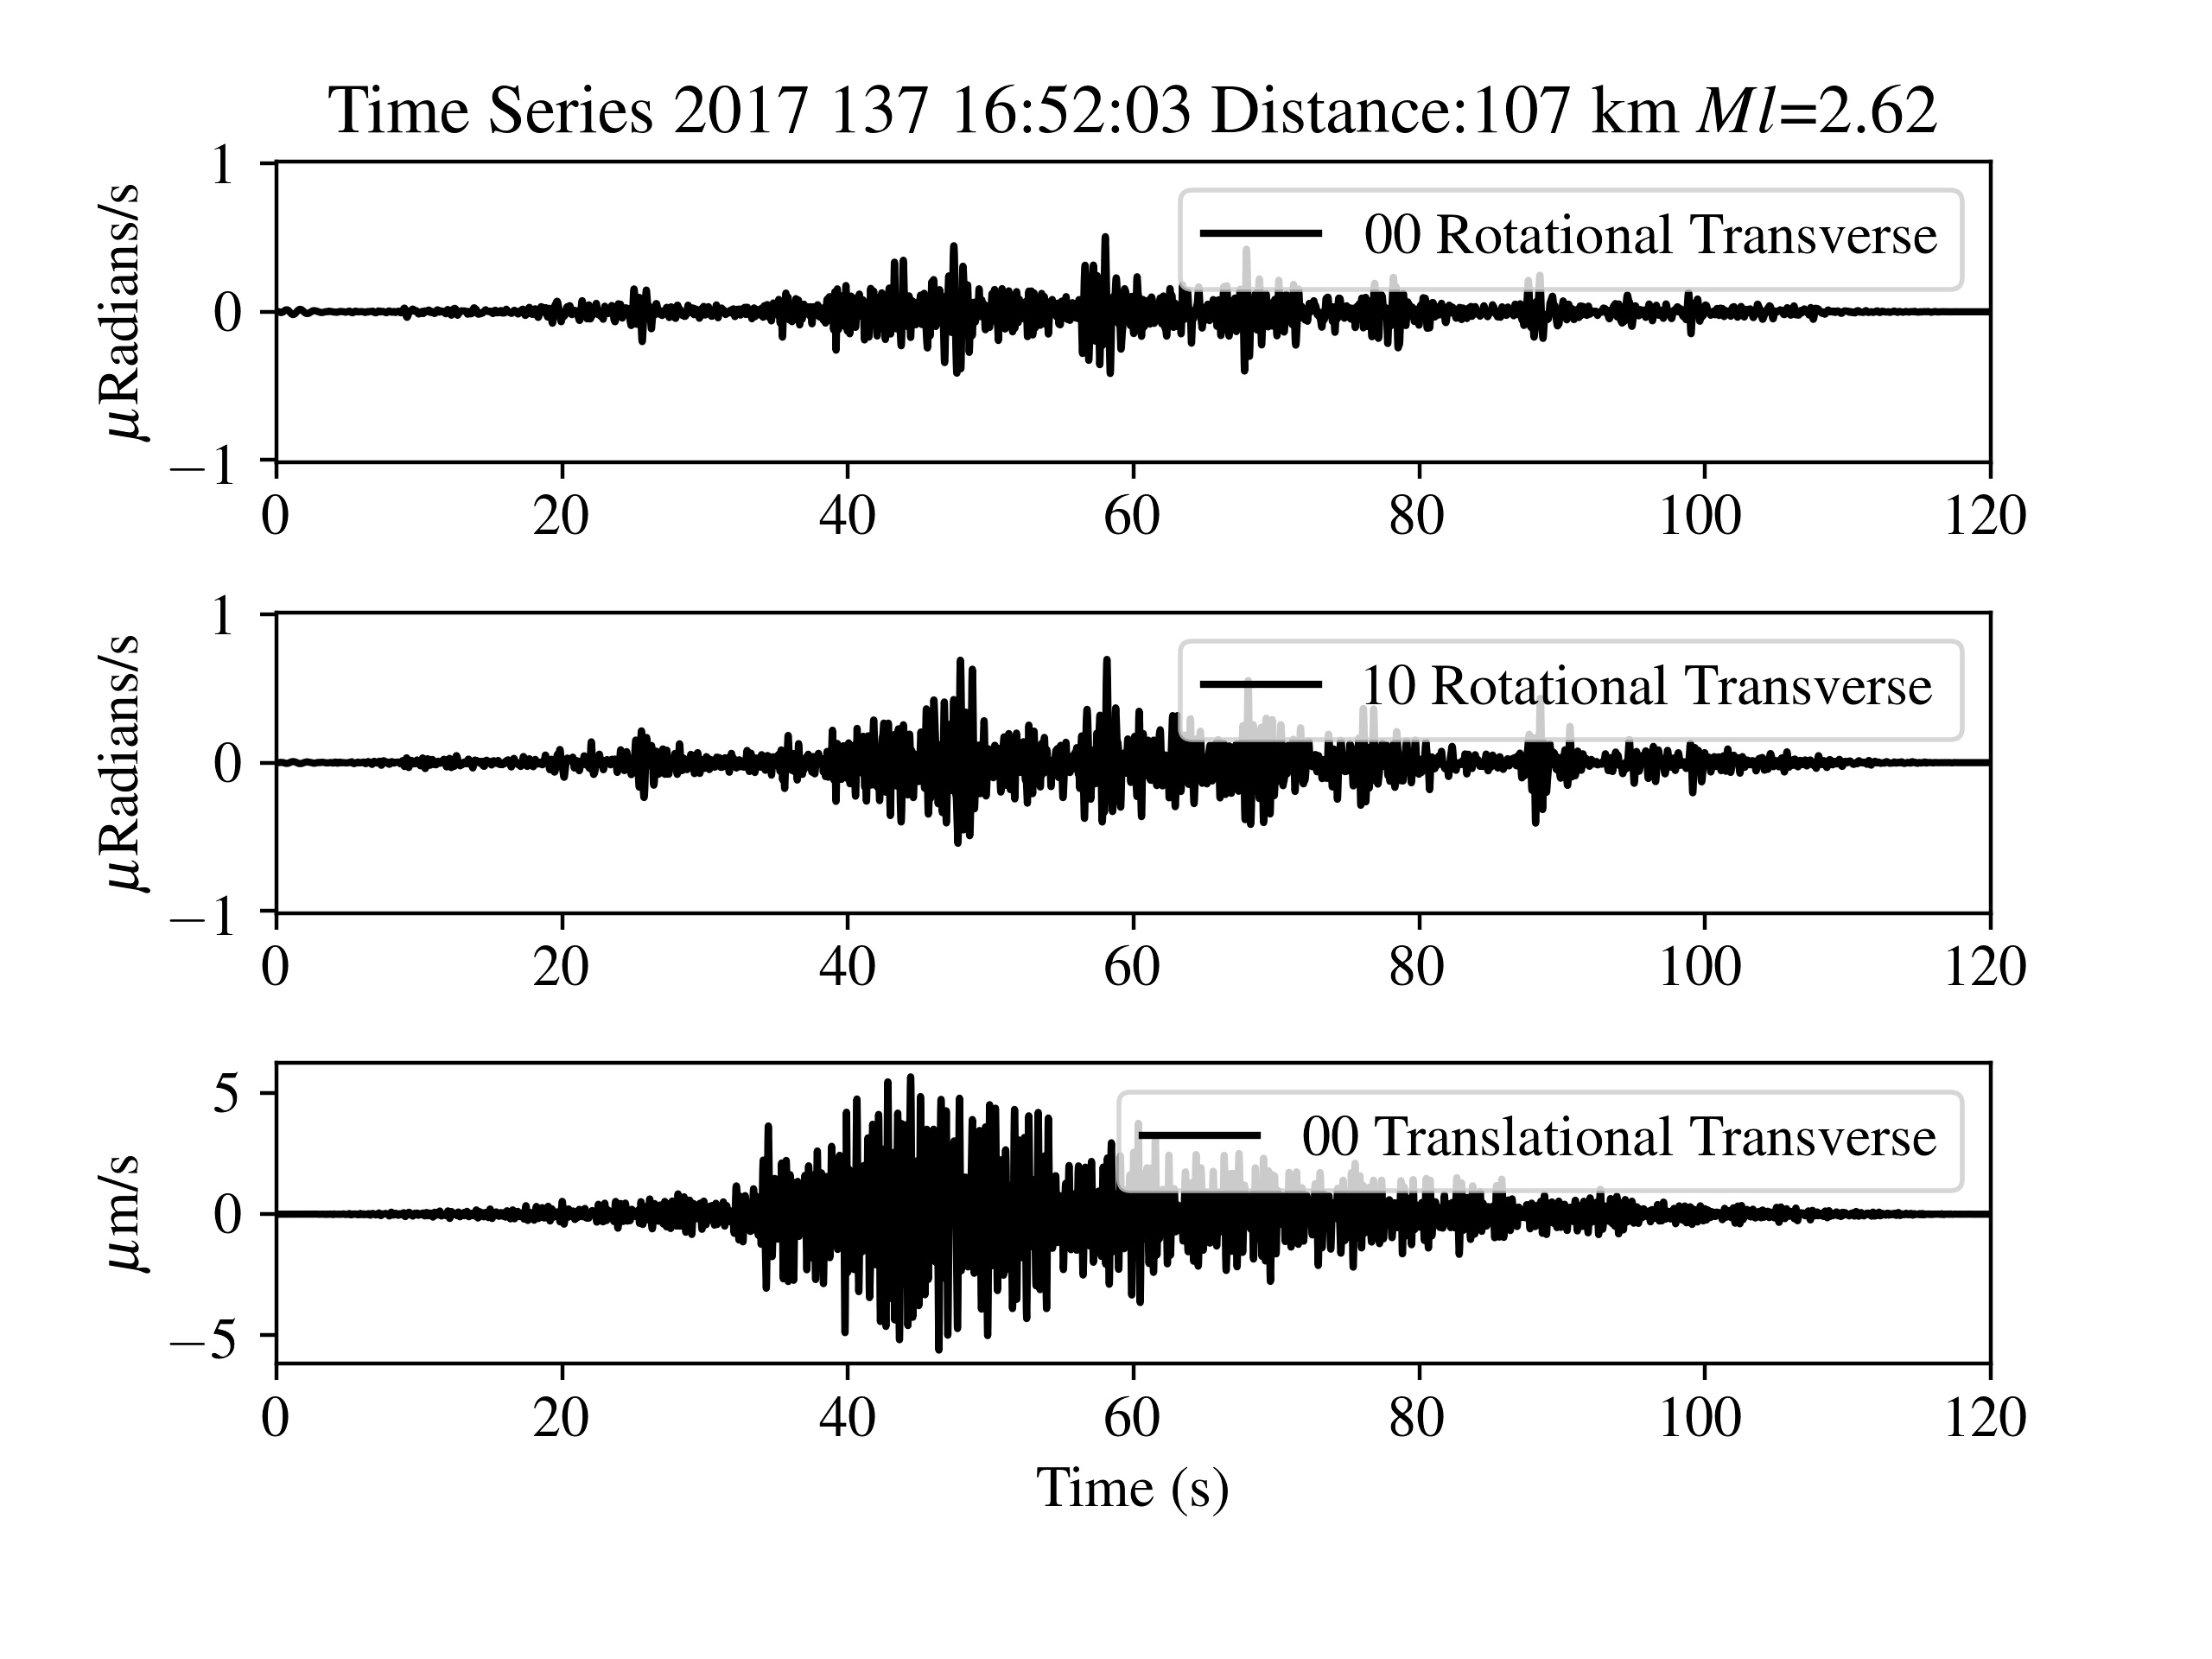 Time Series 2017 137 16:52:03 Distance:107 km Ml=2.62
1
0
−1
μRadians/s
00 Rotational Transverse
0 20 40 60 80 100 120
1
0
−1
μRadians/s
10 Rotational Transverse
0 20 40 60 80 100 120
5
0
−5
μm/s
00 Translational Transverse
0 20 40 60 80 100 120
Time (s)